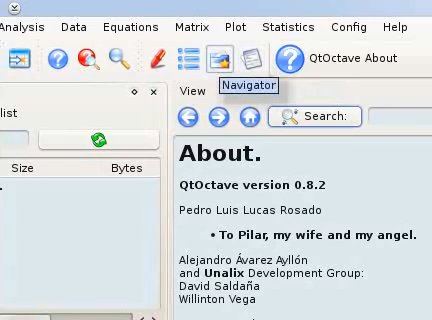 Analysis Data Equations Matrix Plot Statistics Config Help
QtOctave About
Navigator
View
list
Search:
Size Bytes
About.
QtOctave version 0.8.2
Pedro Luis Lucas Rosado
• To Pilar, my wife and my angel.
Alejandro Ávarez Ayllón
and Unalix Development Group:
David Saldaña
Willinton Vega